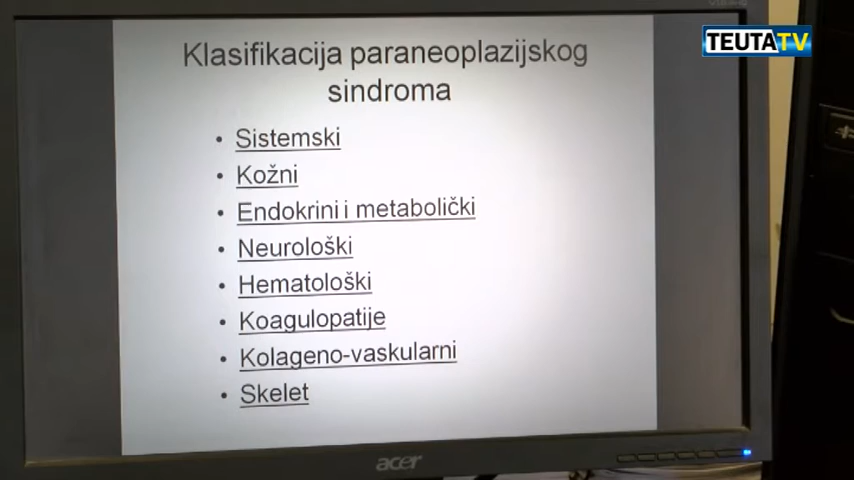 TEUTA TV
Klasifikacija paraneoplazijskog
sindroma
• Sistemski
• Kožni
• Endokrini i metabolički
• Neurološki
• Hematološki
• Koagulopatije
• Kolageno-vaskularni
• Skelet
acer